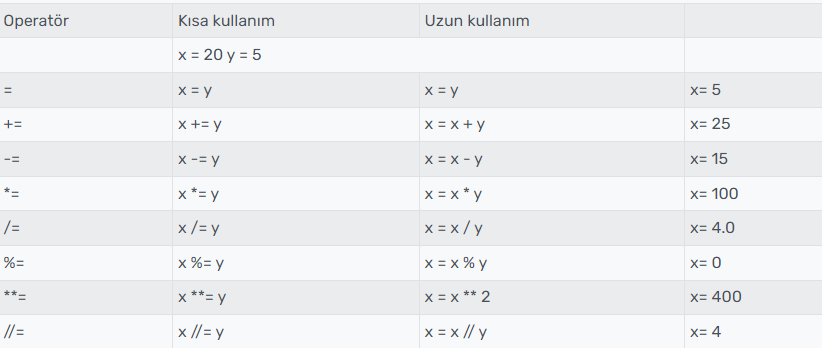 Operatör Kısa kullanım Uzun kullanım
x = 20 y = 5
= x = y x = y x= 5
+= x += y x = x + y x= 25
-= x -= y x = x - y x= 15
*= x *= y x = x * y x= 100
/= x /= y x = x / y x= 4.0
%= x %= y x = x % y x= 0
**= x **= y x = x ** 2 x= 400
//= x //= y x = x // y x= 4